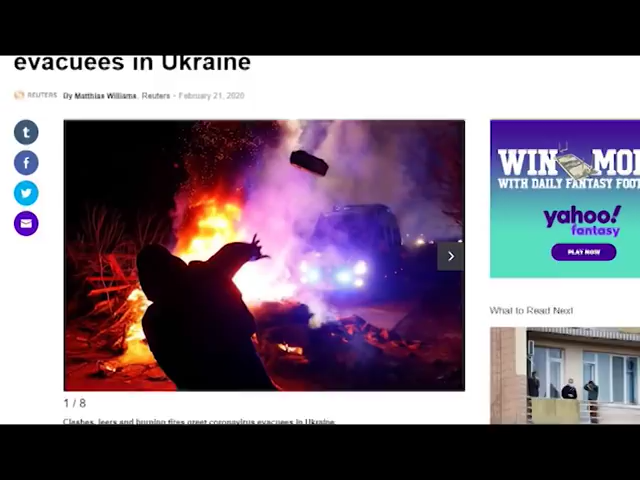 evacuees in Ukraine
REUTERS By Matthias Williams, Reuters - February 21, 2020
t
f
WIN MO
WITH DAILY FANTASY FOOT
yahoo!
fantasy
PLAY NOW
What to Read Next
1 / 8
Clashes, jeers and burning tires greet coronavirus evacuees in Ukraine